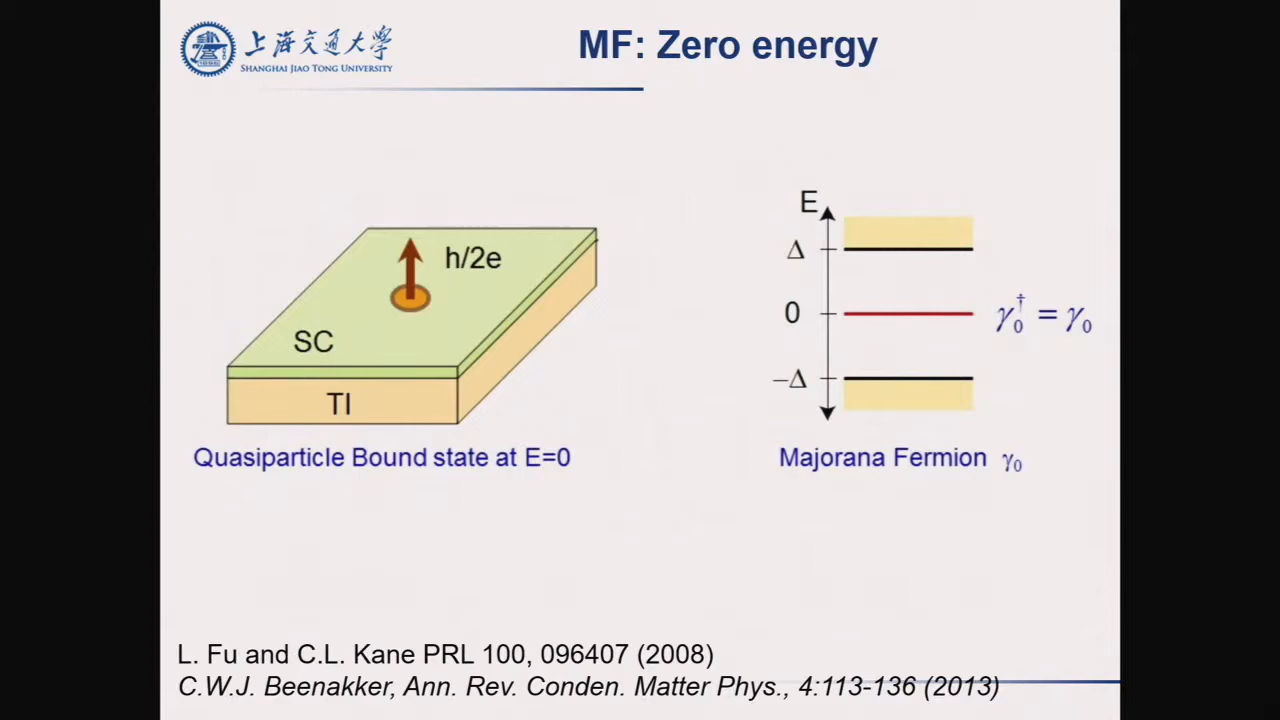 上海交通大学
SHANGHAI JIAO TONG UNIVERSITY
MF: Zero energy
h/2e
SC
TI
Quasiparticle Bound state at E=0
E
Δ
0
−Δ
γ₀† = γ₀
Majorana Fermion γ₀
L. Fu and C.L. Kane PRL 100, 096407 (2008)
C.W.J. Beenakker, Ann. Rev. Conden. Matter Phys., 4:113-136 (2013)